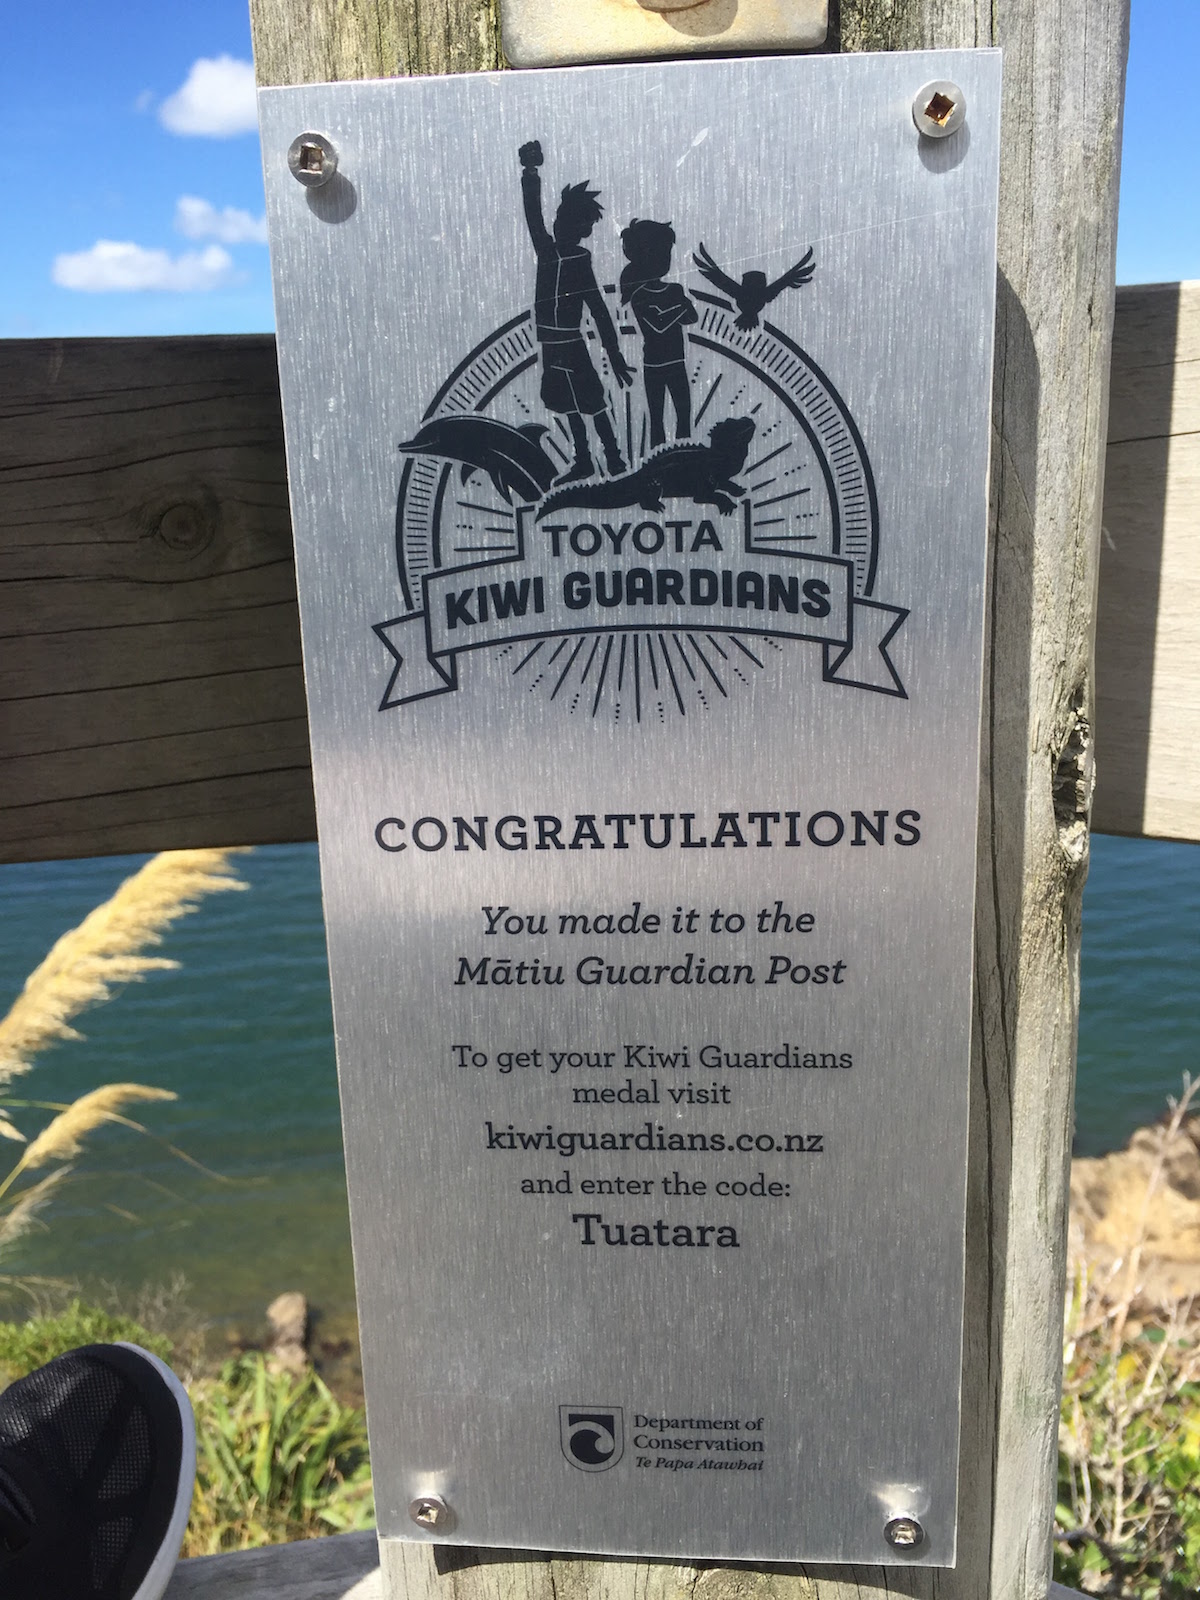 TOYOTA
KIWI GUARDIANS
CONGRATULATIONS
You made it to the
Mātiu Guardian Post
To get your Kiwi Guardians
medal visit
kiwiguardians.co.nz
and enter the code:
Tuatara
Department of
Conservation
Te Papa Atawhai